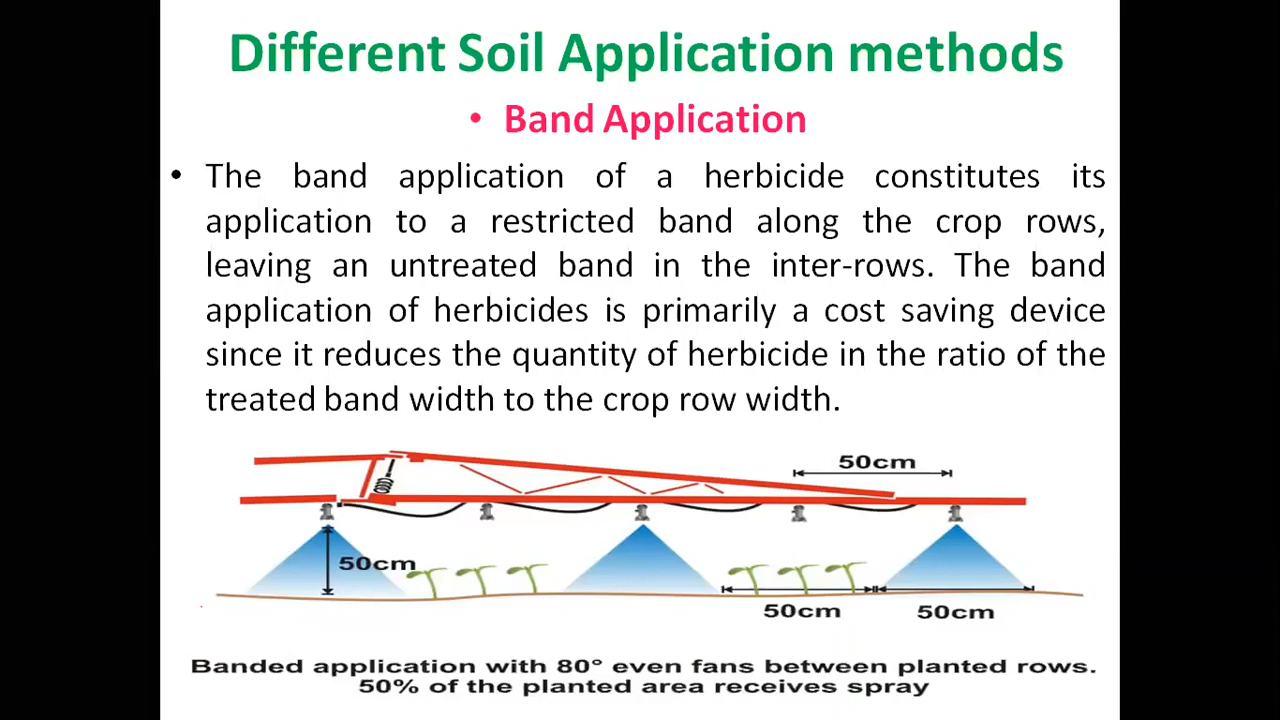 Different Soil Application methods
• Band Application
• The band application of a herbicide constitutes its
application to a restricted band along the crop rows,
leaving an untreated band in the inter-rows. The band
application of herbicides is primarily a cost saving device
since it reduces the quantity of herbicide in the ratio of the
treated band width to the crop row width.
50cm
50cm
50cm
50cm
Banded application with 80° even fans between planted rows.
50% of the planted area receives spray